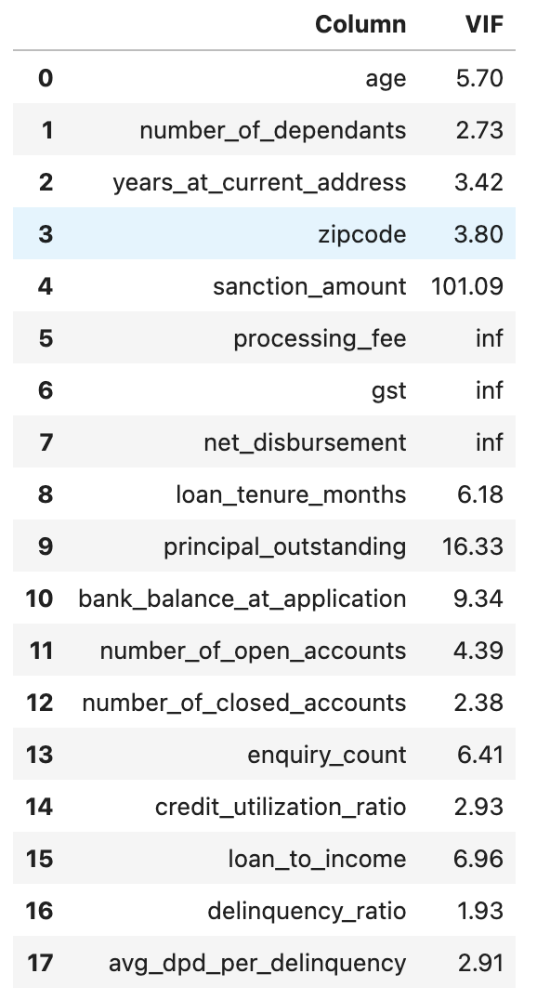 Column VIF
0 age 5.70
1 number_of_dependants 2.73
2 years_at_current_address 3.42
3 zipcode 3.80
4 sanction_amount 101.09
5 processing_fee inf
6 gst inf
7 net_disbursement inf
8 loan_tenure_months 6.18
9 principal_outstanding 16.33
10 bank_balance_at_application 9.34
11 number_of_open_accounts 4.39
12 number_of_closed_accounts 2.38
13 enquiry_count 6.41
14 credit_utilization_ratio 2.93
15 loan_to_income 6.96
16 delinquency_ratio 1.93
17 avg_dpd_per_delinquency 2.91